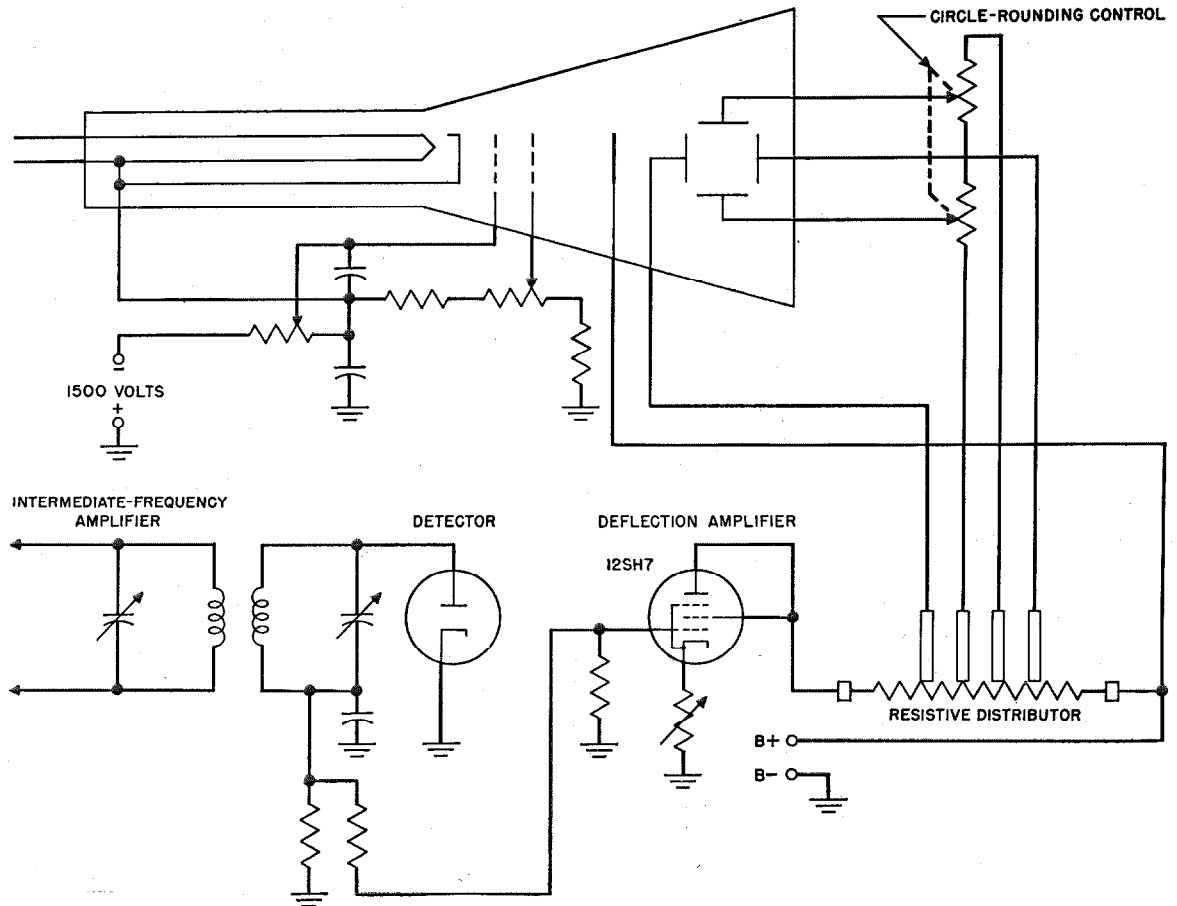 CIRCLE-ROUNDING CONTROL
1500 VOLTS
−
+
INTERMEDIATE-FREQUENCY
AMPLIFIER
DETECTOR
DEFLECTION AMPLIFIER
12SH7
RESISTIVE DISTRIBUTOR
B+
B−